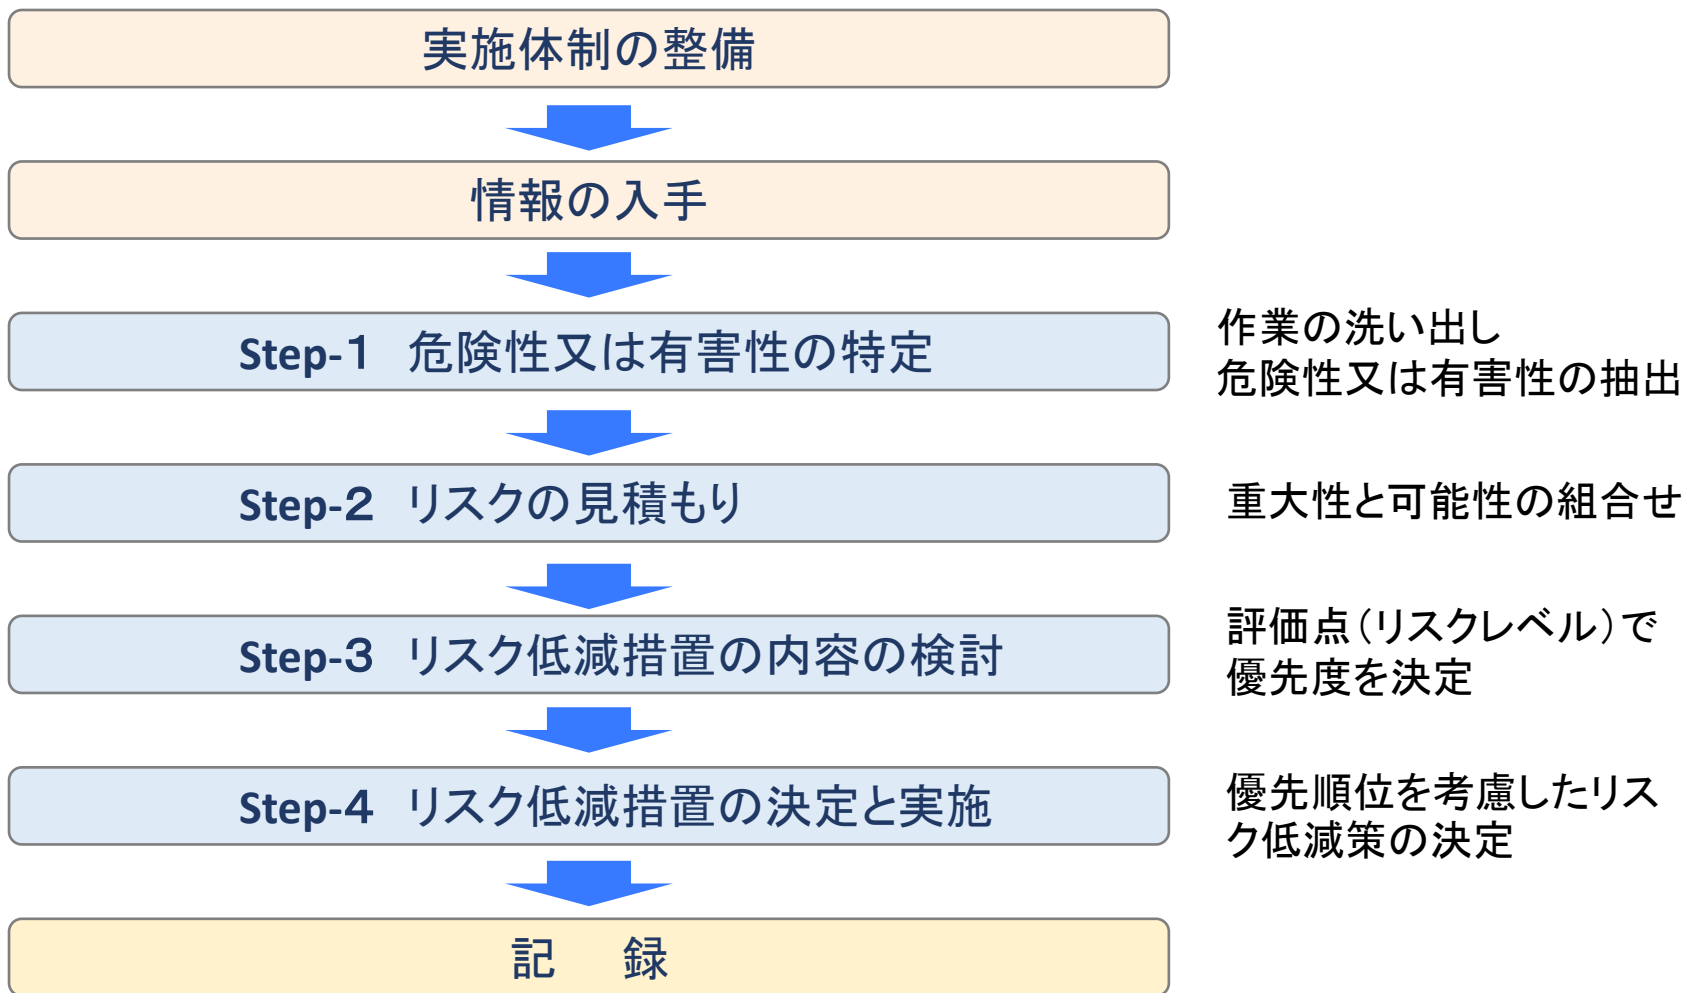 実施体制の整備
情報の入手
Step-1 危険性又は有害性の特定
作業の洗い出し
危険性又は有害性の抽出
Step-2 リスクの見積もり
重大性と可能性の組合せ
Step-3 リスク低減措置の内容の検討
評価点（リスクレベル）で
優先度を決定
Step-4 リスク低減措置の決定と実施
優先順位を考慮したリス
ク低減策の決定
記　録